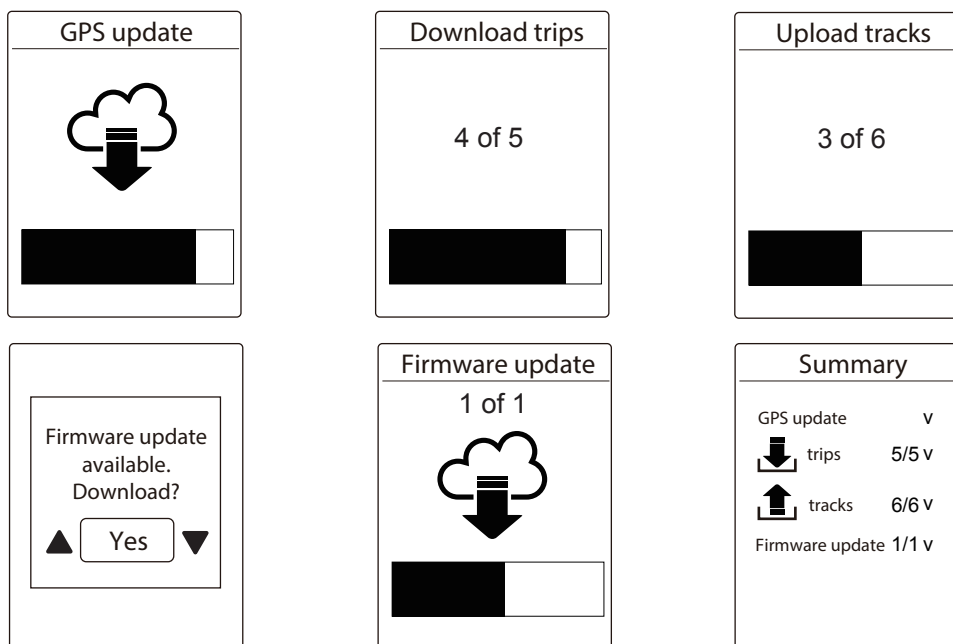 GPS update
Download trips
4 of 5
Upload tracks
3 of 6
Firmware update
available.
Download?
Yes
Firmware update
1 of 1
Summary
GPS update v
trips 5/5 v
tracks 6/6 v
Firmware update 1/1 v